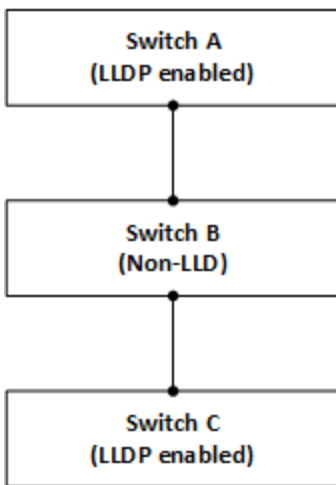 Switch A
(LLDP enabled)
Switch B
(Non-LLD)
Switch C
(LLDP enabled)